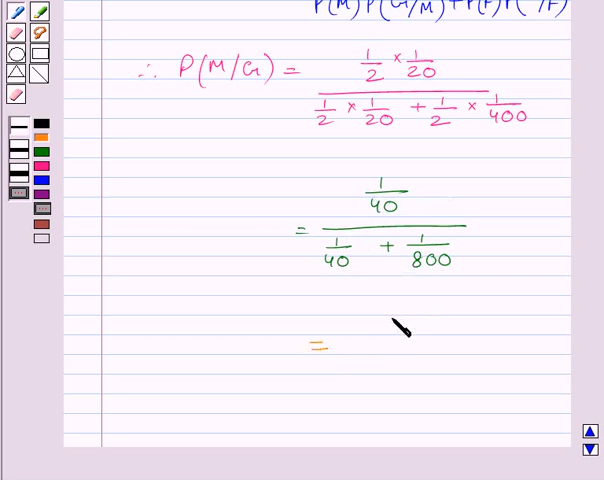 P(M) P(G/M) + P(F) P( /F)
∴ P(M/G) = 1/2 × 1/20
1/2 × 1/20 + 1/2 × 1/400
= 1/40
1/40 + 1/800
=